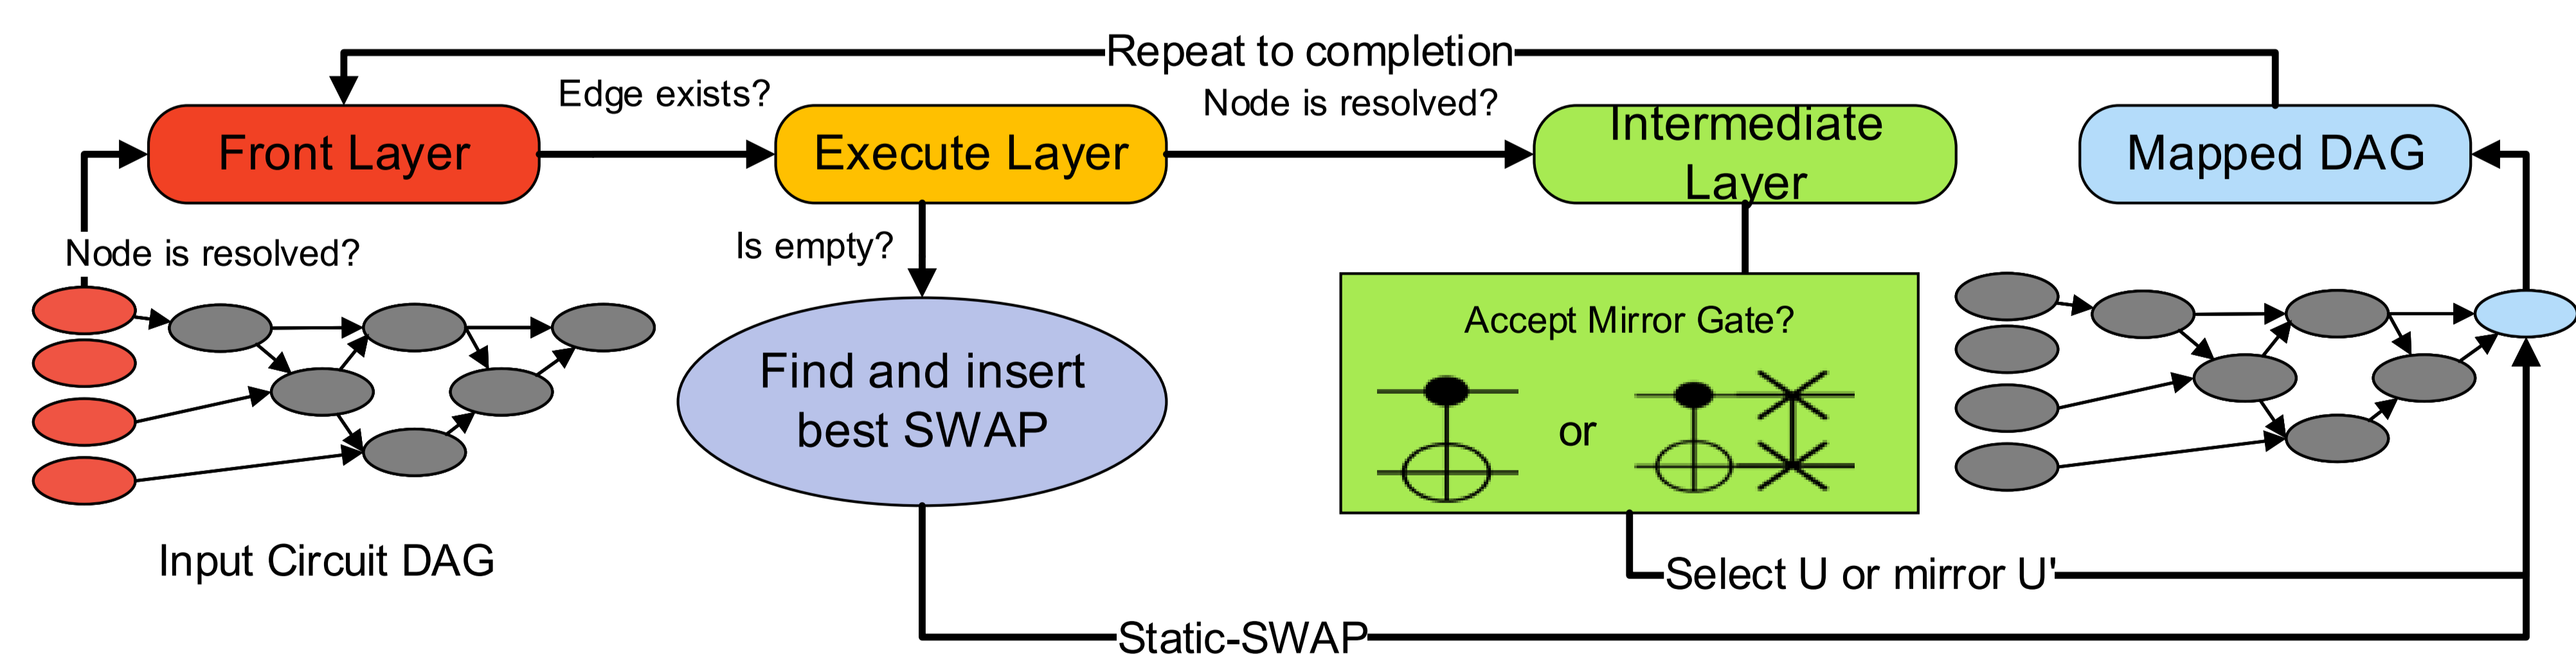 Repeat to completion
Edge exists?
Node is resolved?
Front Layer
Execute Layer
Intermediate
Layer
Mapped DAG
Node is resolved?
Is empty?
Find and insert
best SWAP
Accept Mirror Gate?
or
Input Circuit DAG
Select U or mirror U'
Static-SWAP